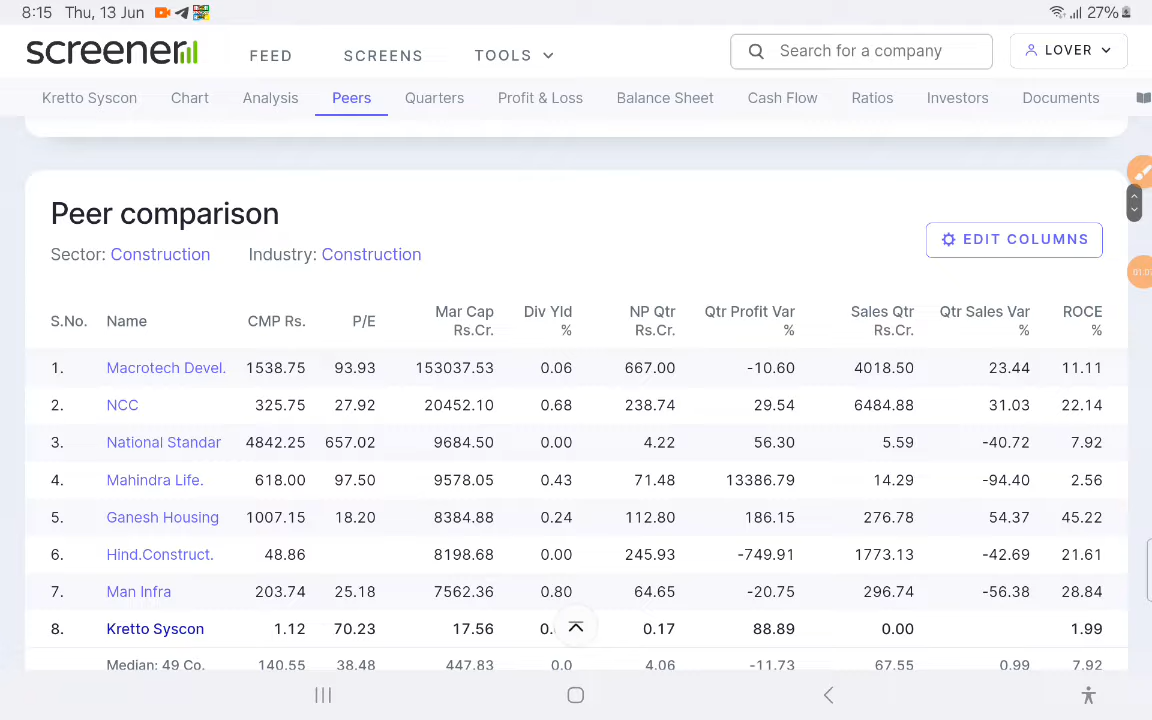 8:15 Thu, 13 Jun 27%
screener FEED SCREENS TOOLS Search for a company LOVER
Kretto Syscon Chart Analysis Peers Quarters Profit & Loss Balance Sheet Cash Flow Ratios Investors Documents
Peer comparison
Sector: Construction Industry: Construction
EDIT COLUMNS
S.No. Name CMP Rs. P/E Mar Cap Rs.Cr. Div Yld % NP Qtr Rs.Cr. Qtr Profit Var % Sales Qtr Rs.Cr. Qtr Sales Var % ROCE %
1. Macrotech Devel. 1538.75 93.93 153037.53 0.06 667.00 -10.60 4018.50 23.44 11.11
2. NCC 325.75 27.92 20452.10 0.68 238.74 29.54 6484.88 31.03 22.14
3. National Standar 4842.25 657.02 9684.50 0.00 4.22 56.30 5.59 -40.72 7.92
4. Mahindra Life. 618.00 97.50 9578.05 0.43 71.48 13386.79 14.29 -94.40 2.56
5. Ganesh Housing 1007.15 18.20 8384.88 0.24 112.80 186.15 276.78 54.37 45.22
6. Hind.Construct. 48.86 8198.68 0.00 245.93 -749.91 1773.13 -42.69 21.61
7. Man Infra 203.74 25.18 7562.36 0.80 64.65 -20.75 296.74 -56.38 28.84
8. Kretto Syscon 1.12 70.23 17.56 0. 0.17 88.89 0.00 1.99
Median: 49 Co. 140.55 38.48 447.83 0.0 4.06 -11.73 67.55 0.99 7.92